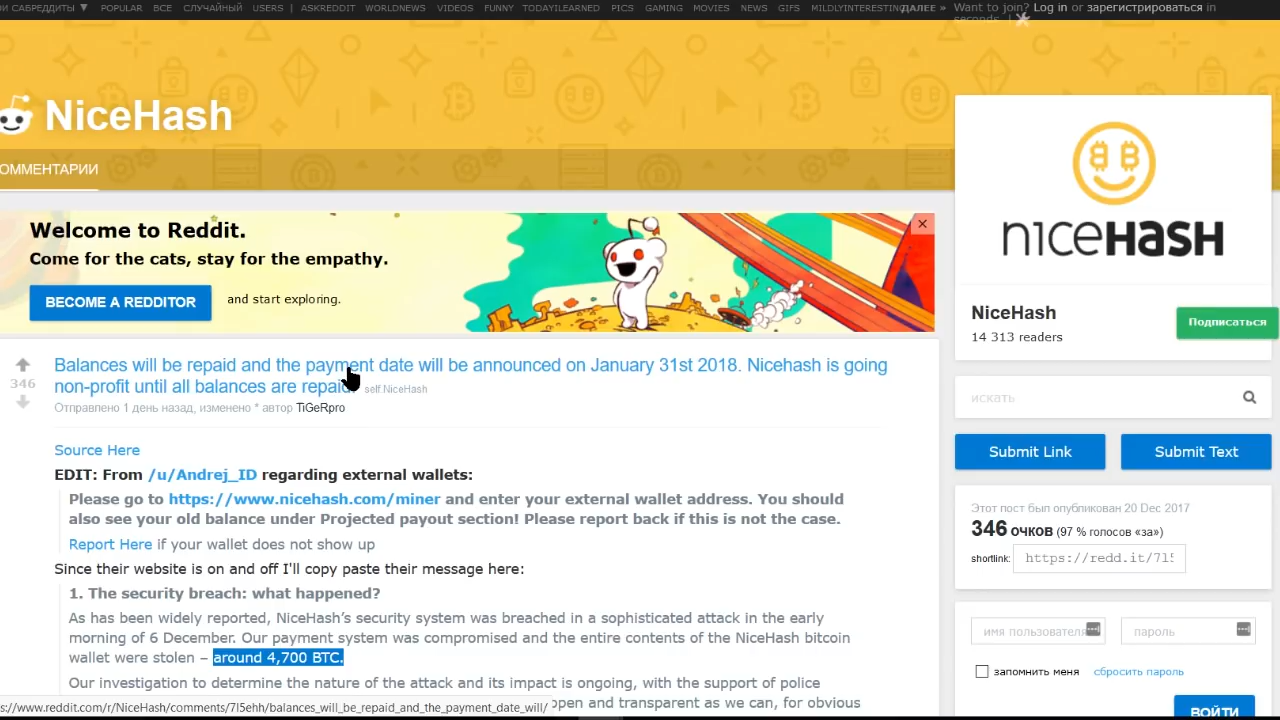 ОИ САБРЕДДИТЫ ▼ POPULAR ВСЕ СЛУЧАЙНЫЙ USERS | ASKREDDIT WORLDNEWS VIDEOS FUNNY TODAYILEARNED PICS GAMING MOVIES NEWS GIFS MILDLYINTERESTING ДАЛЕЕ » Want to join? Log in or зарегистрироваться in
seconds. |
NiceHash
ОММЕНТАРИИ
Welcome to Reddit.
Come for the cats, stay for the empathy.
BECOME A REDDITOR and start exploring.
Balances will be repaid and the payment date will be announced on January 31st 2018. Nicehash is going
non-profit until all balances are repaid. self.NiceHash
Отправлено 1 день назад, изменено * автор TiGeRpro
Source Here
EDIT: From /u/Andrej_ID regarding external wallets:
Please go to https://www.nicehash.com/miner and enter your external wallet address. You should
also see your old balance under Projected payout section! Please report back if this is not the case.
Report Here if your wallet does not show up
Since their website is on and off I'll copy paste their message here:
1. The security breach: what happened?
As has been widely reported, NiceHash's security system was breached in a sophisticated attack in the early
morning of 6 December. Our payment system was compromised and the entire contents of the NiceHash bitcoin
wallet were stolen – around 4,700 BTC.
Our investigation to determine the nature of the attack and its impact is ongoing, with the support of police
open and transparent as we can, for obvious
s://www.reddit.com/r/NiceHash/comments/7l5ehh/balances_will_be_repaid_and_the_payment_date_will/
346
nicehash
NiceHash
14 313 readers
Подписаться
искать
Submit Link
Submit Text
Этот пост был опубликован 20 Dec 2017
346 очков (97 % голосов «за»)
shortlink: https://redd.it/7l5
имя пользователя
пароль
запомнить меня
сбросить пароль
ВОЙТИ